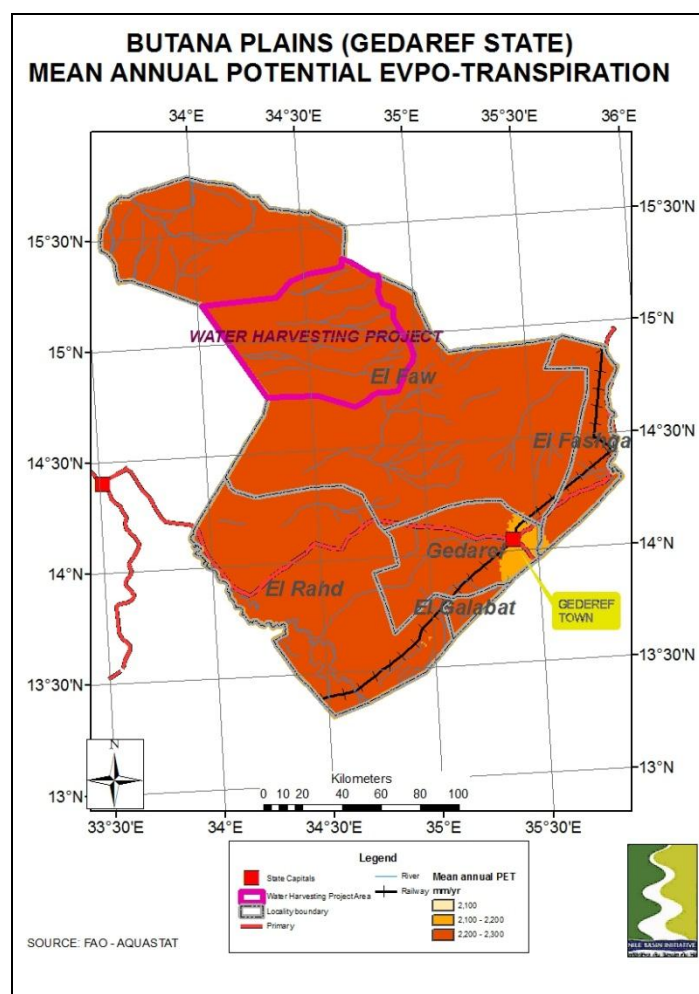 BUTANA PLAINS (GEDAREF STATE)
MEAN ANNUAL POTENTIAL EVPO-TRANSPIRATION
34°E
34°30'E
35°E
35°30'E
36°E
15°30'N
15°30'N
WATER HARVESTING PROJECT
15°N
15°N
El Faw
El Fashga
14°30'N
14°30'N
Gedaref
14°N
14°N
El Rahd
El Galabat
GEDEREF
TOWN
13°30'N
13°30'N
N
13°N
13°N
Kilometers
0 10 20 40 60 80 100
33°30'E
34°E
34°30'E
35°E
35°30'E
Legend
State Capitals
Water Harvesting Project Area
Locality boundary
Primary
River
Railway
Mean annual PET
mm/yr
2,100
2,100 - 2,200
2,200 - 2,300
SOURCE: FAO - AQUASTAT
NILE BASIN INITIATIVE